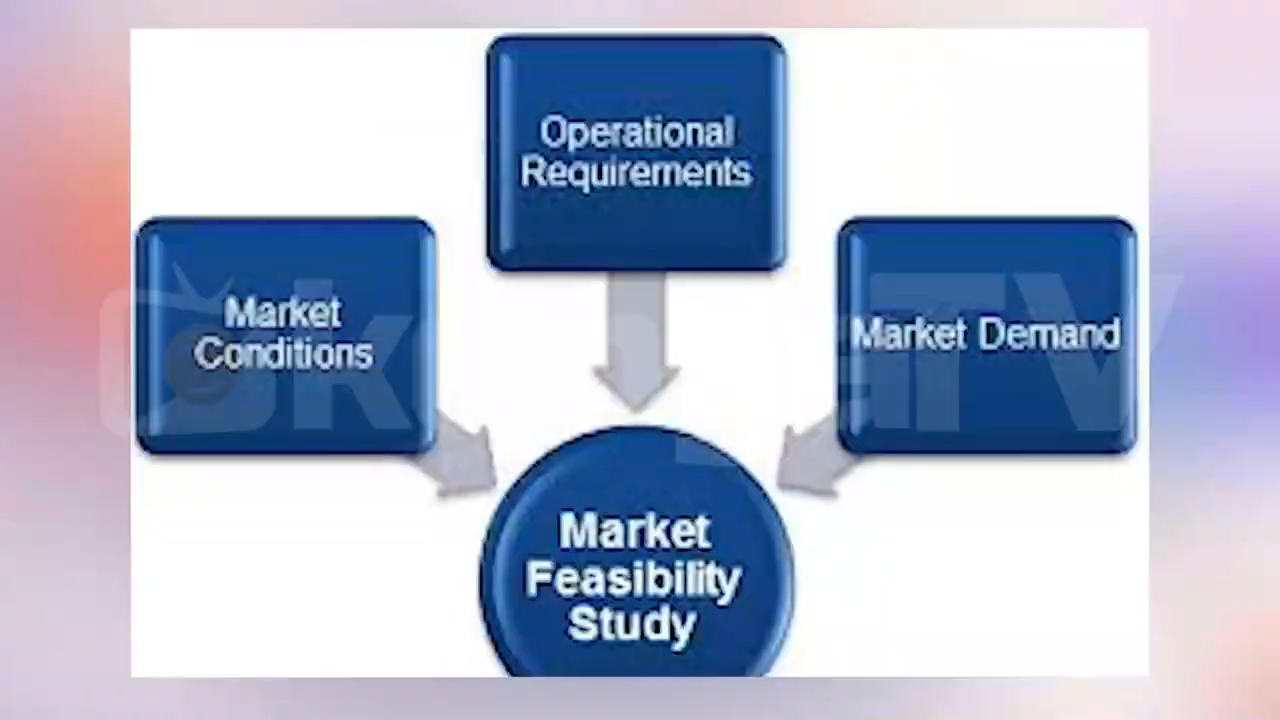 Operational
Requirements
Market
Conditions
Market Demand
Market
Feasibility
Study